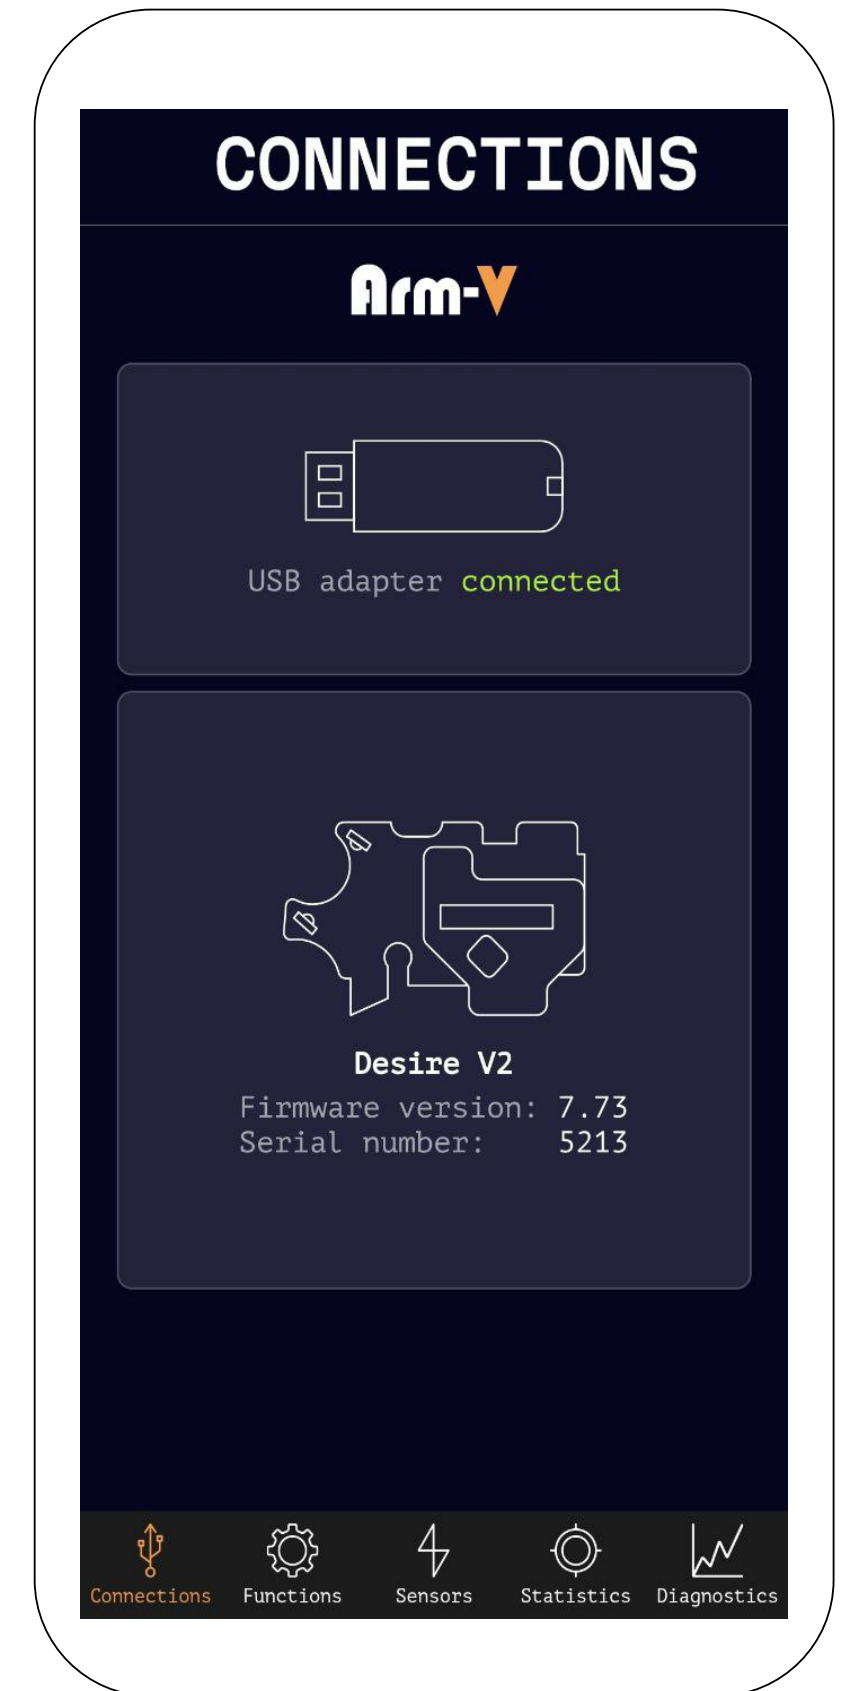 CONNECTIONS
Arm-V
USB adapter connected
Desire V2
Firmware version: 7.73
Serial number: 5213
Connections Functions Sensors Statistics Diagnostics